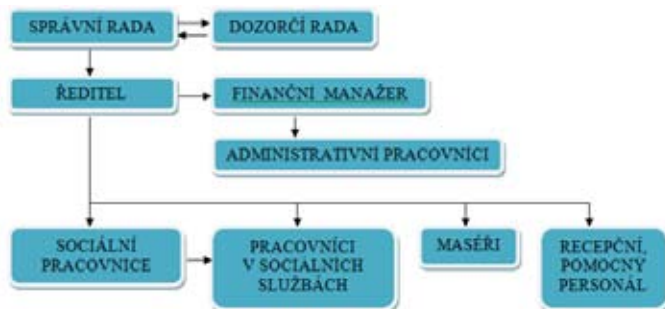 SPRÁVNÍ RADA
DOZORČÍ RADA
ŘEDITEL
FINANČNÍ MANAŽER
ADMINISTRATIVNÍ PRACOVNÍCI
SOCIÁLNÍ
PRACOVNICE
PRACOVNÍCI
V SOCIALNÍCH
SLUŽBÁCH
MASÉŘI
RECEPČNÍ,
POMOCNÝ
PERSONÁL